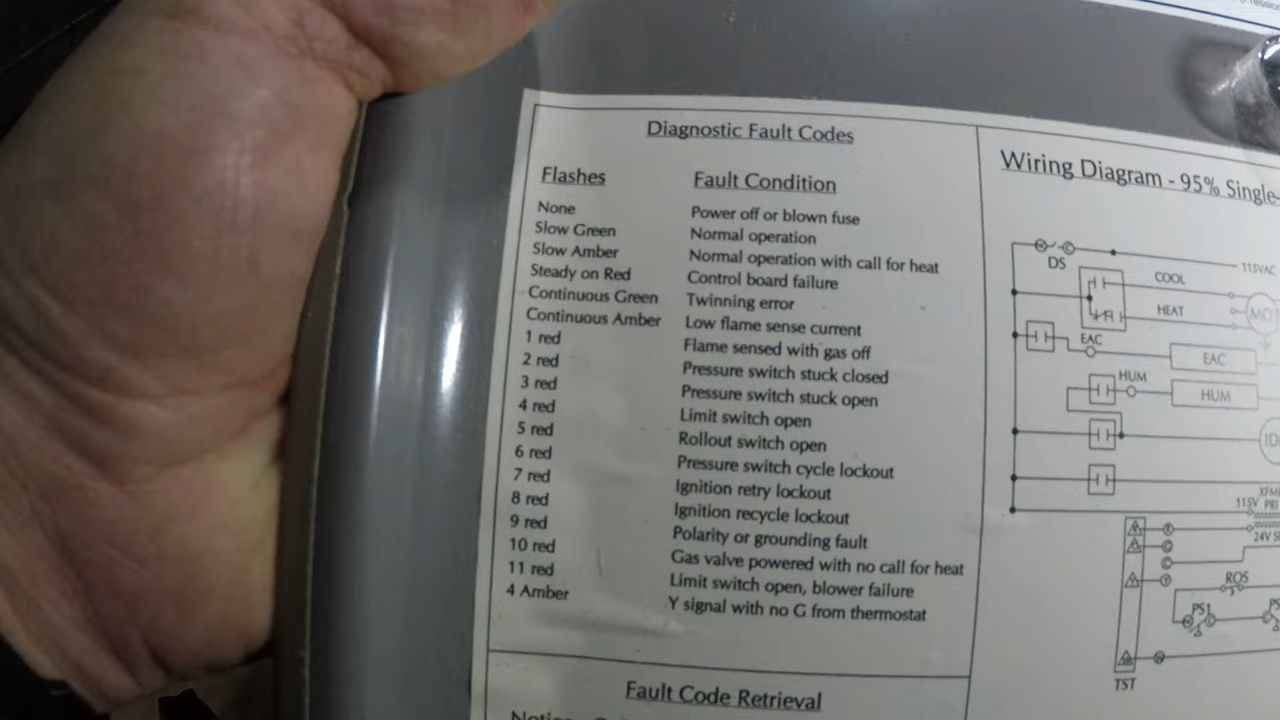 Diagnostic Fault Codes
Flashes Fault Condition
None Power off or blown fuse
Slow Green Normal operation
Slow Amber Normal operation with call for heat
Steady on Red Control board failure
Continuous Green Twinning error
Continuous Amber Low flame sense current
1 red Flame sensed with gas off
2 red Pressure switch stuck closed
3 red Pressure switch stuck open
4 red Limit switch open
5 red Rollout switch open
6 red Pressure switch cycle lockout
7 red Ignition retry lockout
8 red Ignition recycle lockout
9 red Polarity or grounding fault
10 red Gas valve powered with no call for heat
11 red Limit switch open, blower failure
4 Amber Y signal with no G from thermostat
Fault Code Retrieval
Wiring Diagram - 95% Single-
DS
115VAC
COOL
HEAT
MO
EAC
EAC
HUM
HUM
ID
115V PRI
24V
ROS
PS1
TST